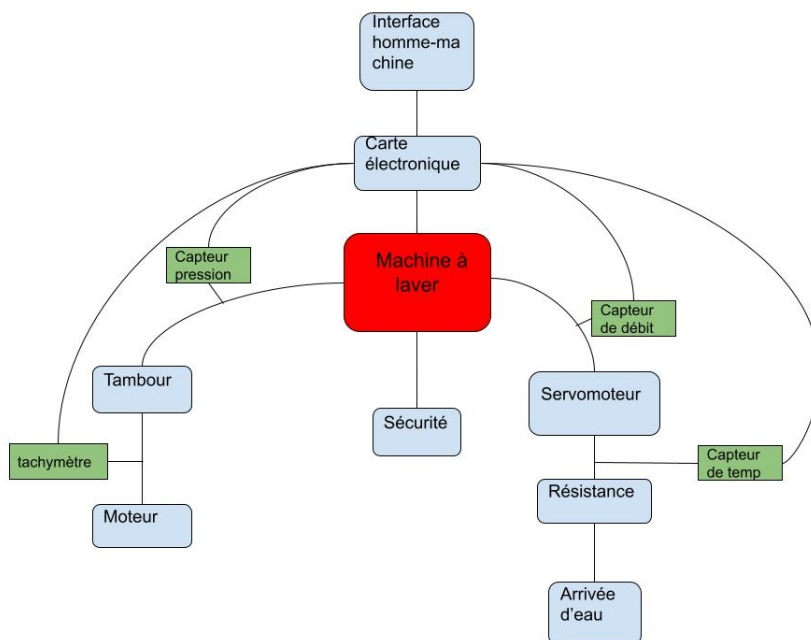 Interface
homme-ma
chine
Carte
électronique
Capteur
pression
Machine à
laver
Capteur
de débit
Tambour
Sécurité
Servomoteur
tachymètre
Capteur
de temp
Moteur
Résistance
Arrivée
d'eau